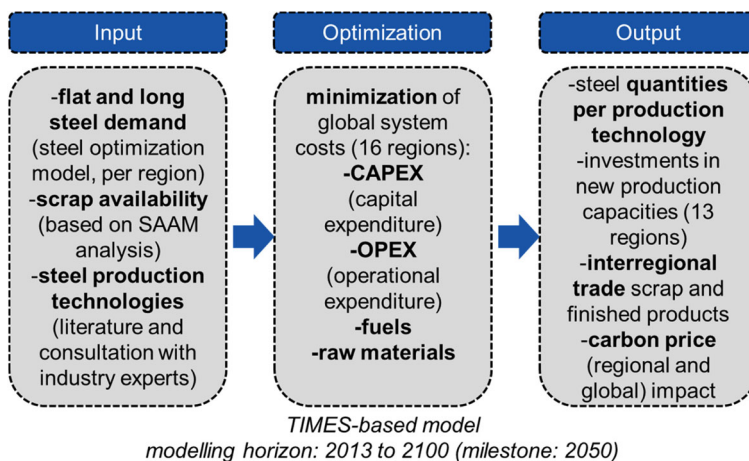 Input
-flat and long
steel demand
(steel optimization
model, per region)
-scrap availability
(based on SAAM
analysis)
-steel production
technologies
(literature and
consultation with
industry experts)
Optimization
minimization of
global system
costs (16 regions):
-CAPEX
(capital
expenditure)
-OPEX
(operational
expenditure)
-fuels
-raw materials
Output
-steel quantities
per production
technology
-investments in
new production
capacities (13
regions)
-interregional
trade scrap and
finished products
-carbon price
(regional and
global) impact
TIMES-based model
modelling horizon: 2013 to 2100 (milestone: 2050)